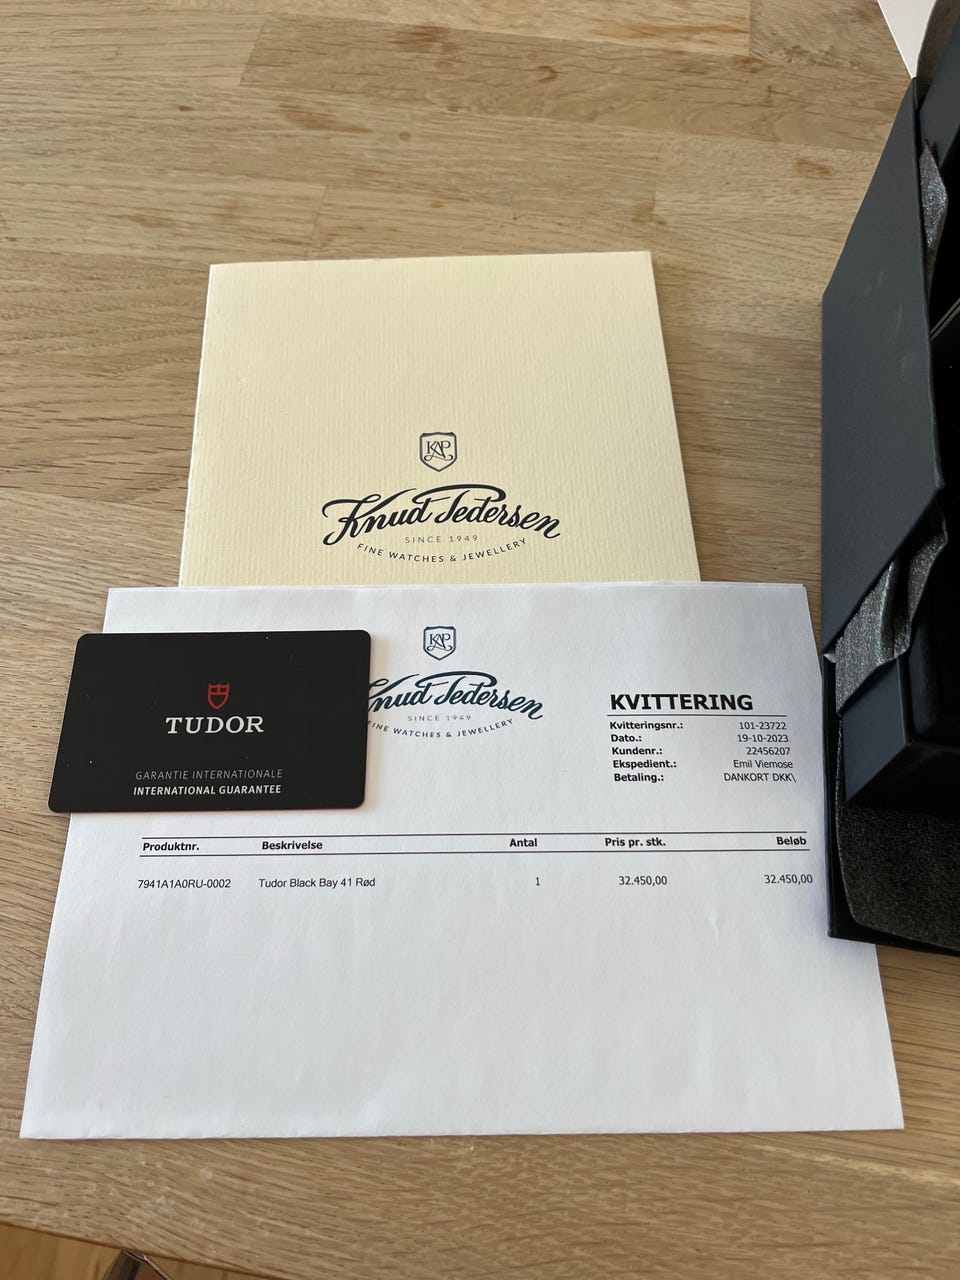 KAP
Knud Pedersen
SINCE 1949
FINE WATCHES & JEWELLERY
TUDOR
GARANTIE INTERNATIONALE
INTERNATIONAL GUARANTEE
KAP
Knud Pedersen
SINCE 1949
FINE WATCHES & JEWELLERY
KVITTERING
Kvitteringsnr.: 101-23722
Dato.: 19-10-2023
Kundenr.: 22456207
Ekspedient.: Emil Viemose
Betaling.: DANKORT DKK\
Produktnr. Beskrivelse Antal Pris pr. stk. Beløb
7941A1A0RU-0002 Tudor Black Bay 41 Rød 1 32.450,00 32.450,00